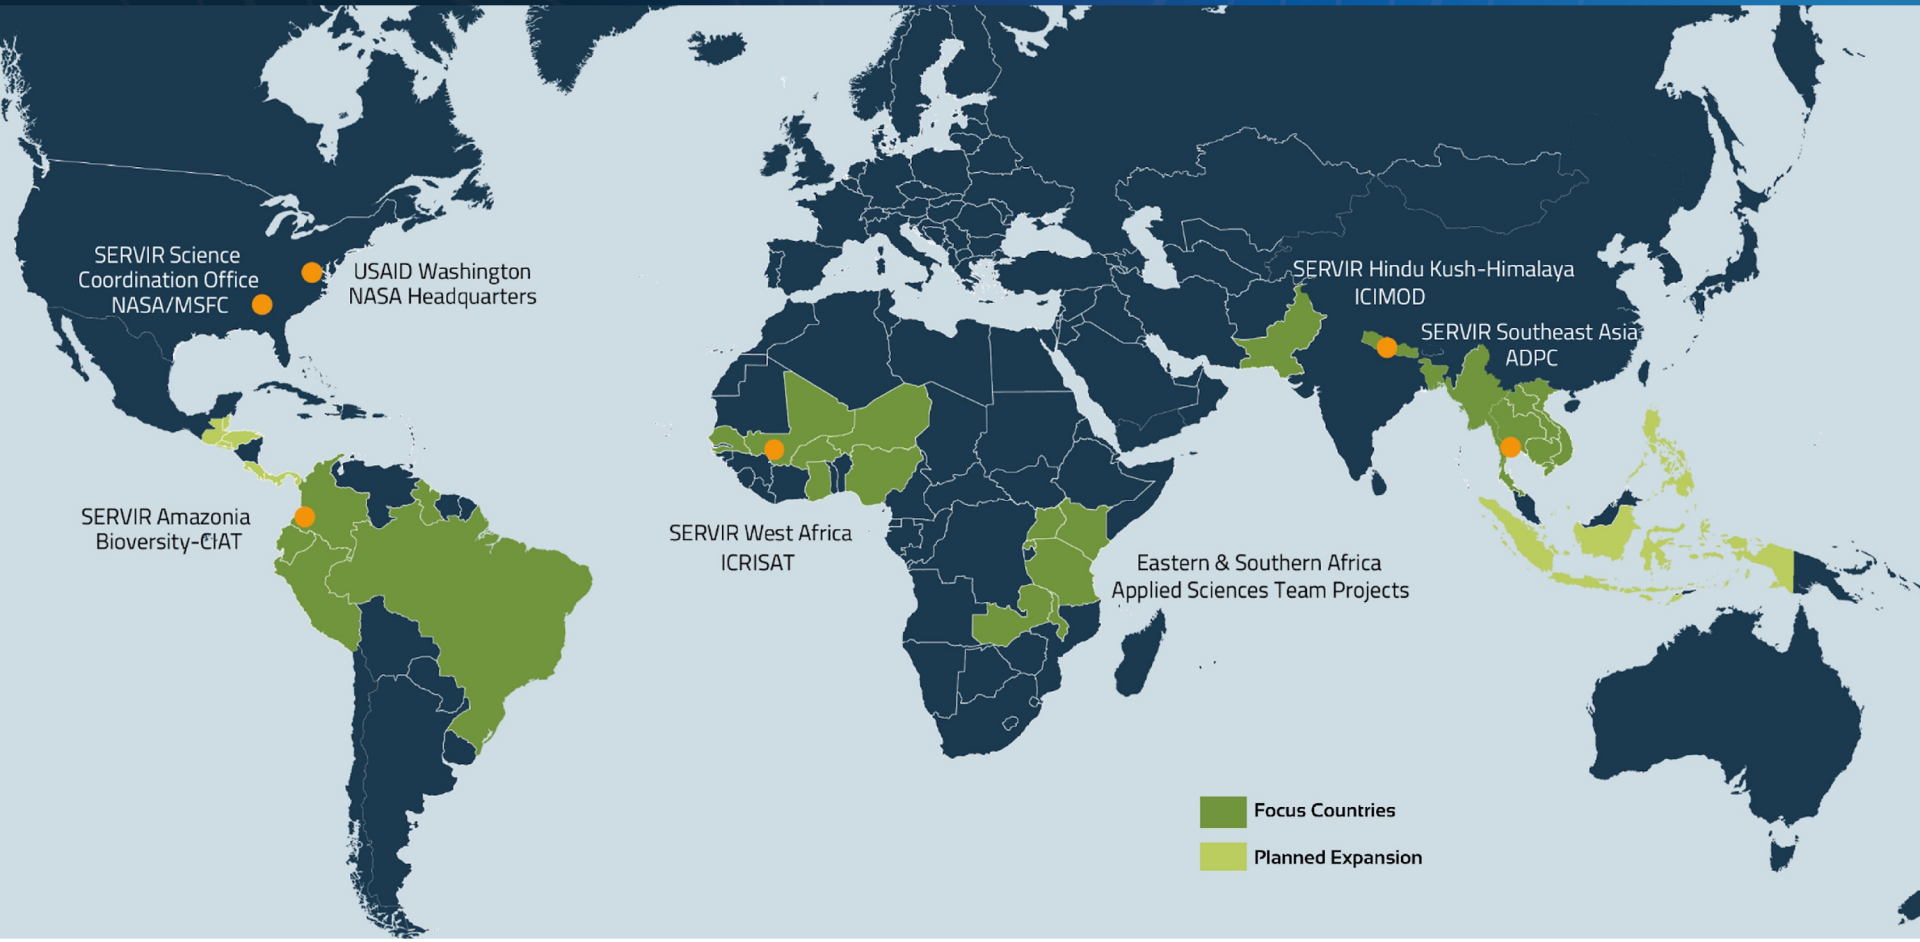 SERVIR Science
Coordination Office
NASA/MSFC
USAID Washington
NASA Headquarters
SERVIR Hindu Kush-Himalaya
ICIMOD
SERVIR Southeast Asia
ADPC
SERVIR Amazonia
Bioversity-CIAT
SERVIR West Africa
ICRISAT
Eastern & Southern Africa
Applied Sciences Team Projects
Focus Countries
Planned Expansion